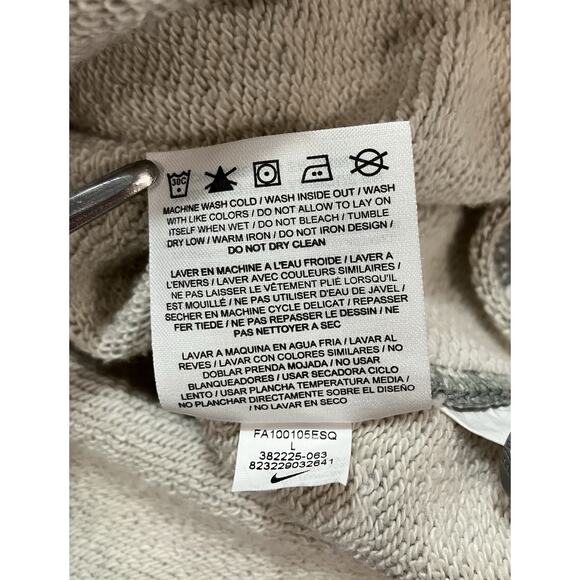 30C
MACHINE WASH COLD / WASH INSIDE OUT / WASH
WITH LIKE COLORS / DO NOT ALLOW TO LAY ON
ITSELF WHEN WET / DO NOT BLEACH / TUMBLE
DRY LOW / WARM IRON / DO NOT IRON DESIGN /
DO NOT DRY CLEAN
LAVER EN MACHINE A L'EAU FROIDE / LAVER A
L'ENVERS / LAVER AVEC COULEURS SIMILAIRES /
NE PAS LAISSER LE VÊTEMENT PLIÉ LORSQU'IL
EST MOUILLÉ / NE PAS UTILISER D'EAU DE JAVEL /
SECHER EN MACHINE CYCLE DELICAT / REPASSER
FER TIEDE / NE PAS REPASSER LE DESSIN / NE
PAS NETTOYER A SEC
LAVAR A MAQUINA EN AGUA FRIA / LAVAR AL
REVES / LAVAR CON COLORES SIMILARES / NO
DOBLAR PRENDA MOJADA / NO USAR
BLANQUEADORES / USAR SECADORA CICLO
LENTO / USAR PLANCHA TEMPERATURA MEDIA /
NO PLANCHAR DIRECTAMENTE SOBRE EL DISEÑO
/ NO LAVAR EN SECO
FA100105ESQ
L
382225-063
823229032641